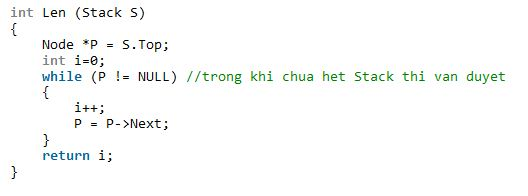 int Len (Stack S)
{
    Node *P = S.Top;
    int i=0;
    while (P != NULL) //trong khi chua het Stack thi van duyet
    {
        i++;
        P = P->Next;
    }
    return i;
}